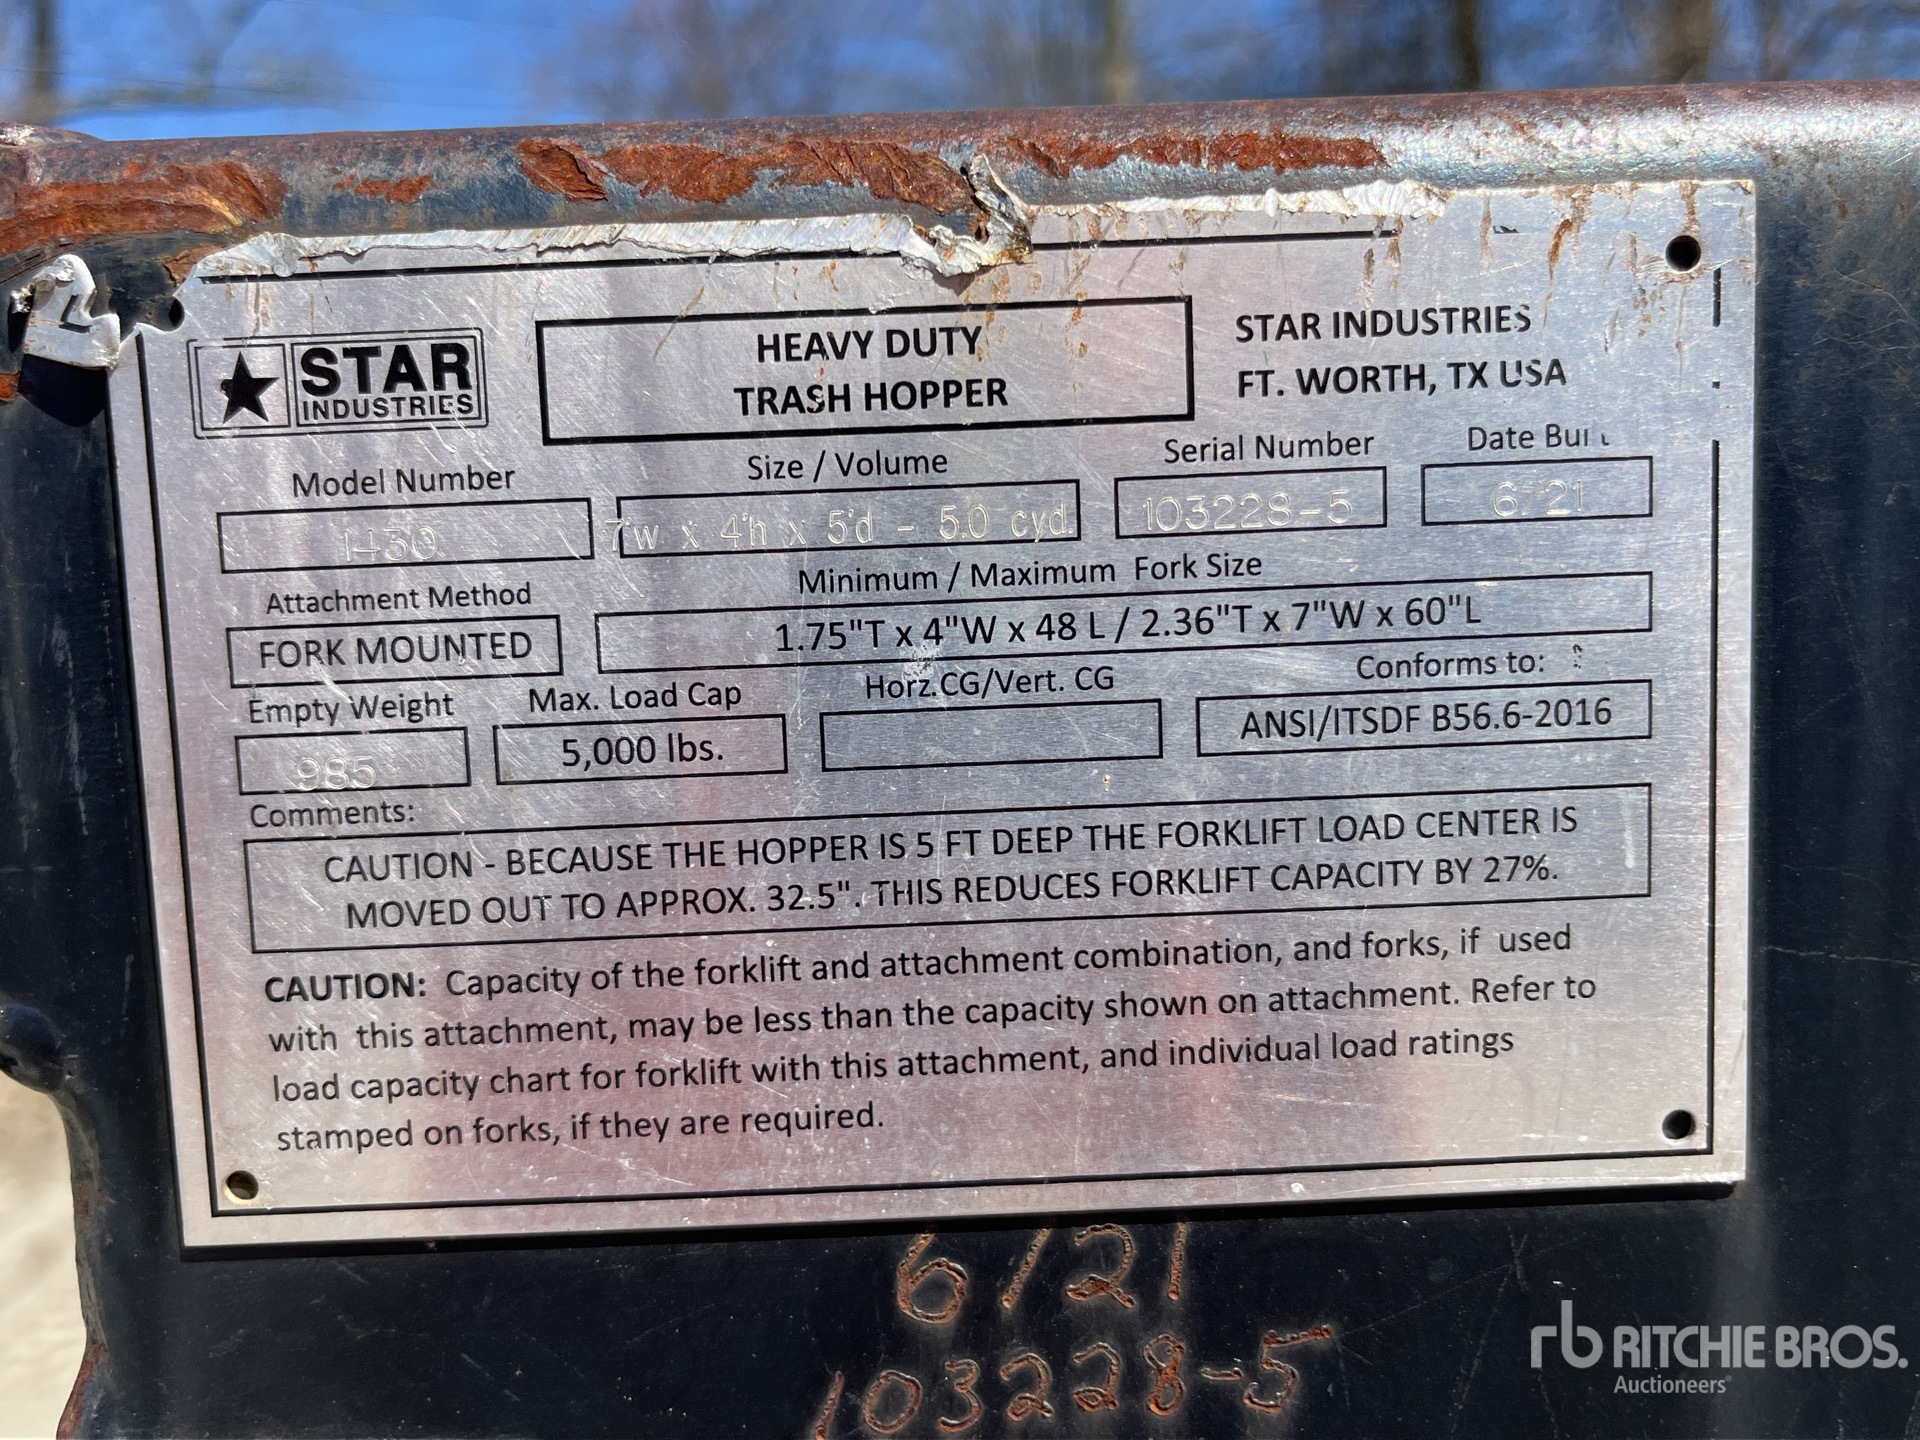 STAR
INDUSTRIES
HEAVY DUTY
TRASH HOPPER
STAR INDUSTRIES
FT. WORTH, TX USA
Model Number
1430
Size / Volume
7'w x 4'h x 5'd - 5.0 cyd.
Serial Number
103228-5
Date Built
6/21
Attachment Method
FORK MOUNTED
Minimum / Maximum Fork Size
1.75"T x 4"W x 48 L / 2.36"T x 7"W x 60"L
Empty Weight
985
Max. Load Cap
5,000 lbs.
Horz.CG/Vert. CG
Conforms to:
ANSI/ITSDF B56.6-2016
Comments:
CAUTION - BECAUSE THE HOPPER IS 5 FT DEEP THE FORKLIFT LOAD CENTER IS
MOVED OUT TO APPROX. 32.5". THIS REDUCES FORKLIFT CAPACITY BY 27%.
CAUTION: Capacity of the forklift and attachment combination, and forks, if used
with this attachment, may be less than the capacity shown on attachment. Refer to
load capacity chart for forklift with this attachment, and individual load ratings
stamped on forks, if they are required.
6/21
103228-5
rb RITCHIE BROS.
Auctioneers